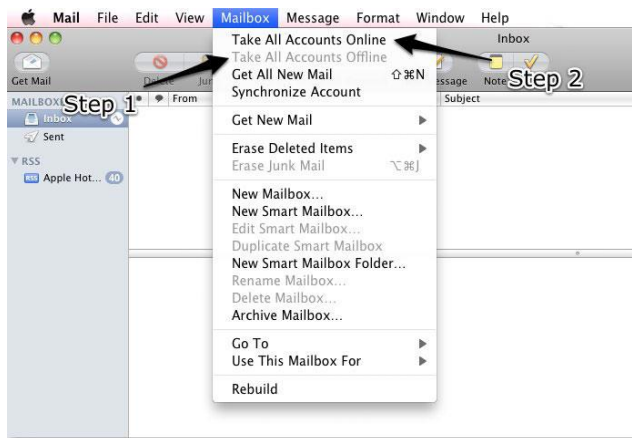 Mail File Edit View Mailbox Message Format Window Help
Inbox
Get Mail Delete Jun Note
MAILBOX
Inbox
Sent
RSS
Apple Hot... 40
From Subject
Take All Accounts Online
Take All Accounts Offline
Get All New Mail ⇧⌘N
Synchronize Account
Get New Mail
Erase Deleted Items
Erase Junk Mail ⌥⌘J
New Mailbox...
New Smart Mailbox...
Edit Smart Mailbox...
Duplicate Smart Mailbox
New Smart Mailbox Folder...
Rename Mailbox...
Delete Mailbox...
Archive Mailbox...
Go To
Use This Mailbox For
Rebuild
Step 1
Step 2